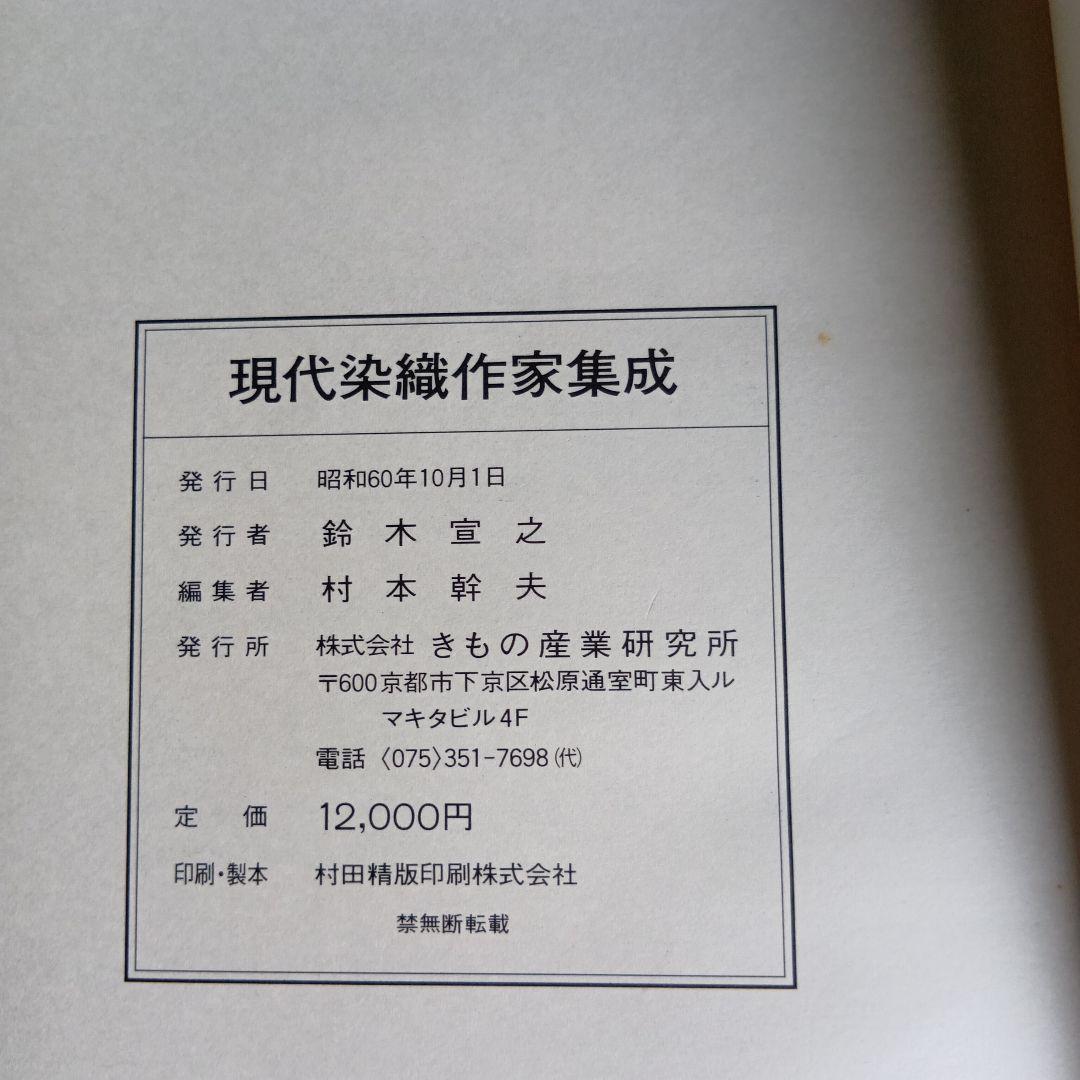 現代染織作家集成
発行日 昭和60年10月1日
発行者 鈴木宣之
編集者 村本幹夫
発行所 株式会社 きもの産業研究所
〒600京都市下京区松原通室町東入ル
マキタビル4F
電話 〈075〉351-7698(代)
定価 12,000円
印刷・製本 村田精版印刷株式会社
禁無断転載